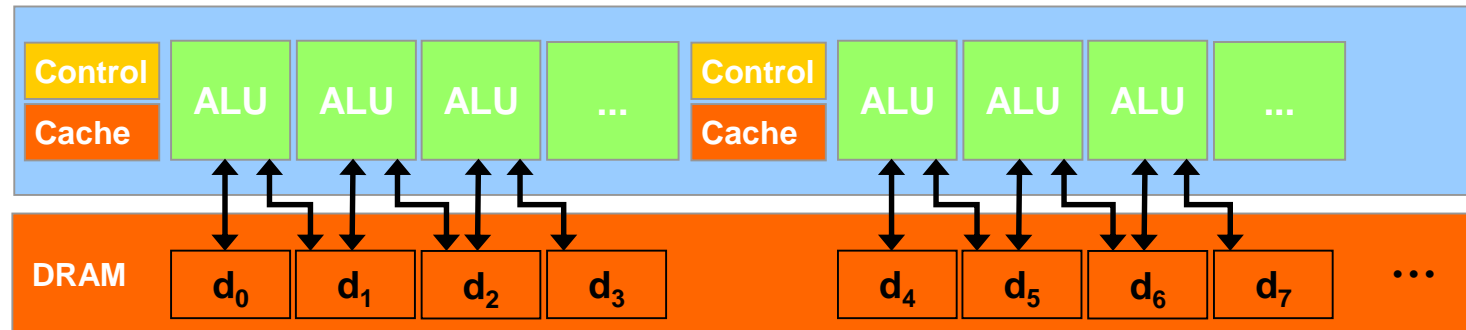 Control ALU ALU ALU ... Control ALU ALU ALU ...
Cache Cache
DRAM d₀ d₁ d₂ d₃ d₄ d₅ d₆ d₇ ...